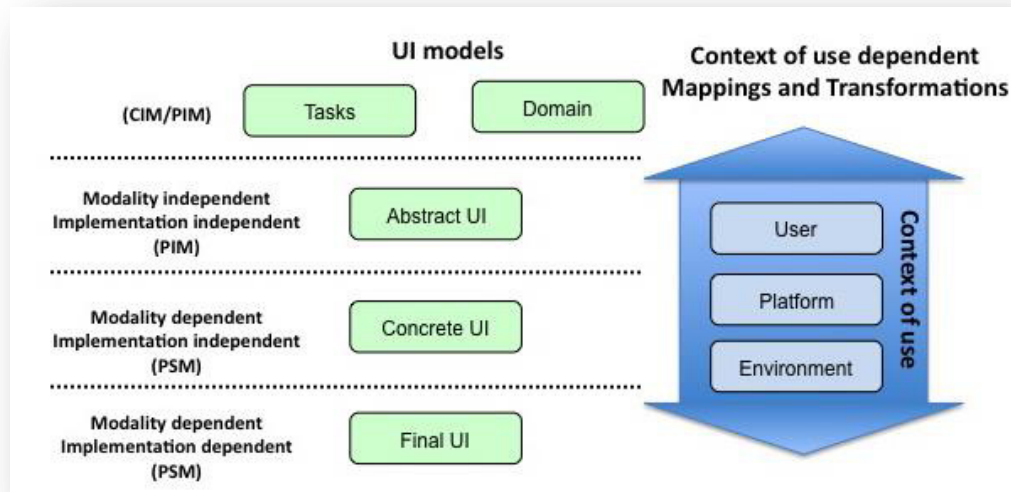 UI models
Context of use dependent
Mappings and Transformations
(CIM/PIM)
Tasks
Domain
Modality independent
Implementation independent
(PIM)
Abstract UI
Modality dependent
Implementation independent
(PSM)
Concrete UI
Modality dependent
Implementation dependent
(PSM)
Final UI
User
Platform
Environment
Context of use